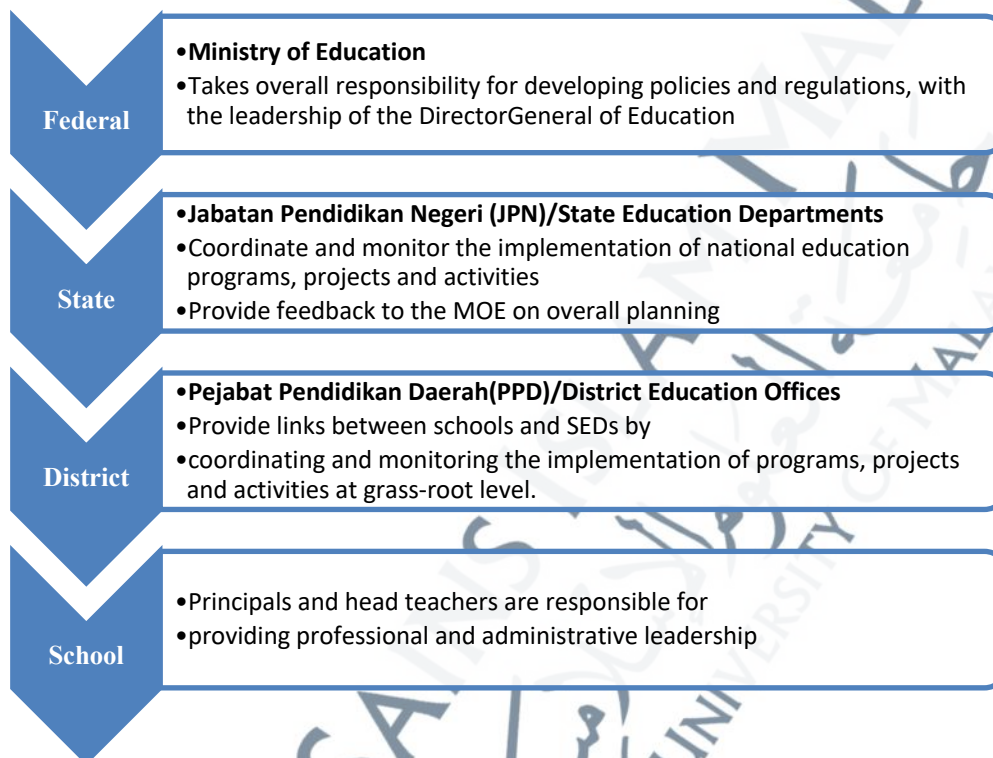 Federal
•Ministry of Education
•Takes overall responsibility for developing policies and regulations, with
the leadership of the DirectorGeneral of Education
State
•Jabatan Pendidikan Negeri (JPN)/State Education Departments
•Coordinate and monitor the implementation of national education
programs, projects and activities
•Provide feedback to the MOE on overall planning
District
•Pejabat Pendidikan Daerah(PPD)/District Education Offices
•Provide links between schools and SEDs by
•coordinating and monitoring the implementation of programs, projects
and activities at grass-root level.
School
•Principals and head teachers are responsible for
•providing professional and administrative leadership